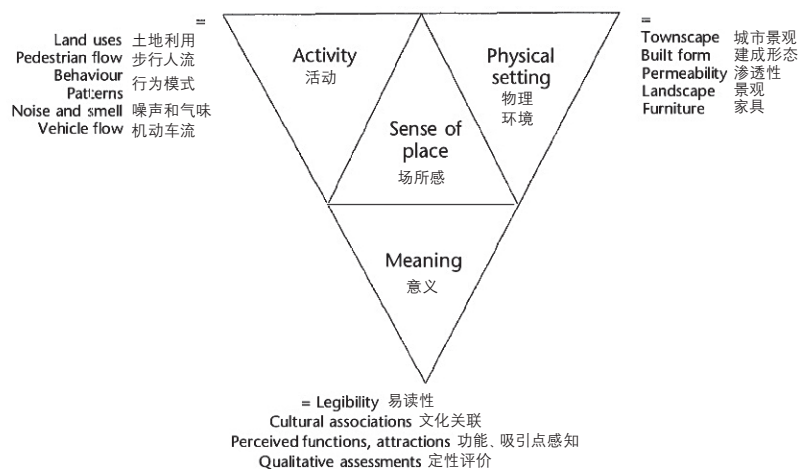 =
Land uses 土地利用
Pedestrian flow 步行人流
Behaviour
Patterns 行为模式
Noise and smell 噪声和气味
Vehicle flow 机动车流
Activity
活动
Physical
setting
物理
环境
=
Townscape 城市景观
Built form 建成形态
Permeability 渗透性
Landscape 景观
Furniture 家具
Sense of
place
场所感
Meaning
意义
= Legibility 易读性
Cultural associations 文化关联
Perceived functions, attractions 功能、吸引点感知
Qualitative assessments 定性评价